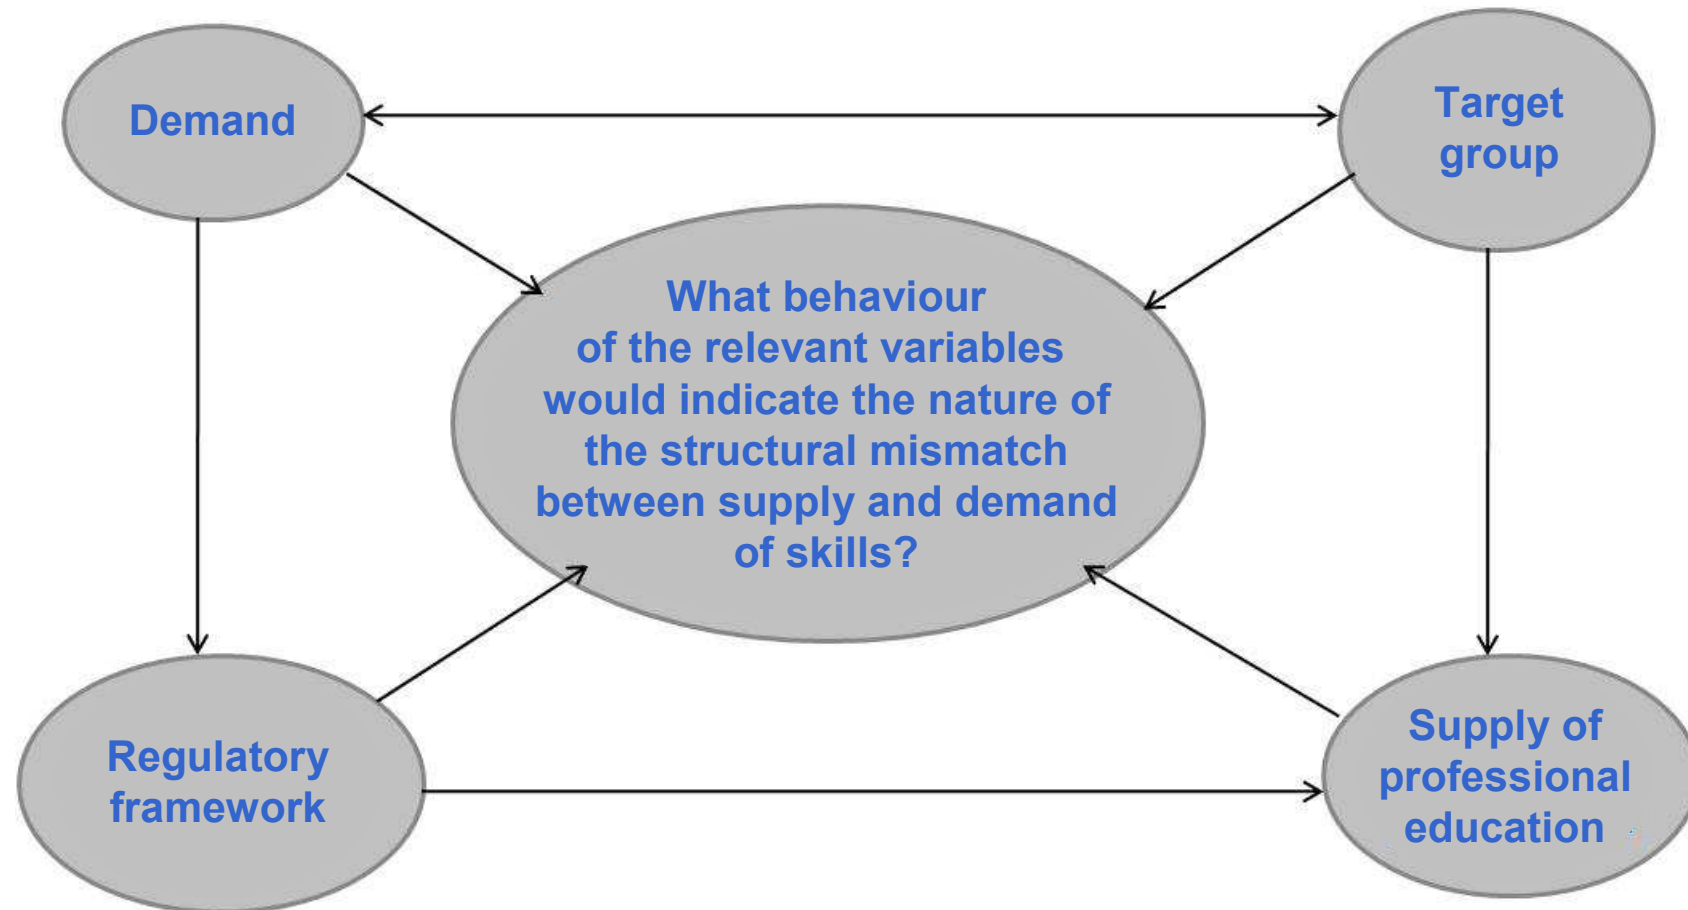 Demand
Target
group
What behaviour
of the relevant variables
would indicate the nature of
the structural mismatch
between supply and demand
of skills?
Regulatory
framework
Supply of
professional
education